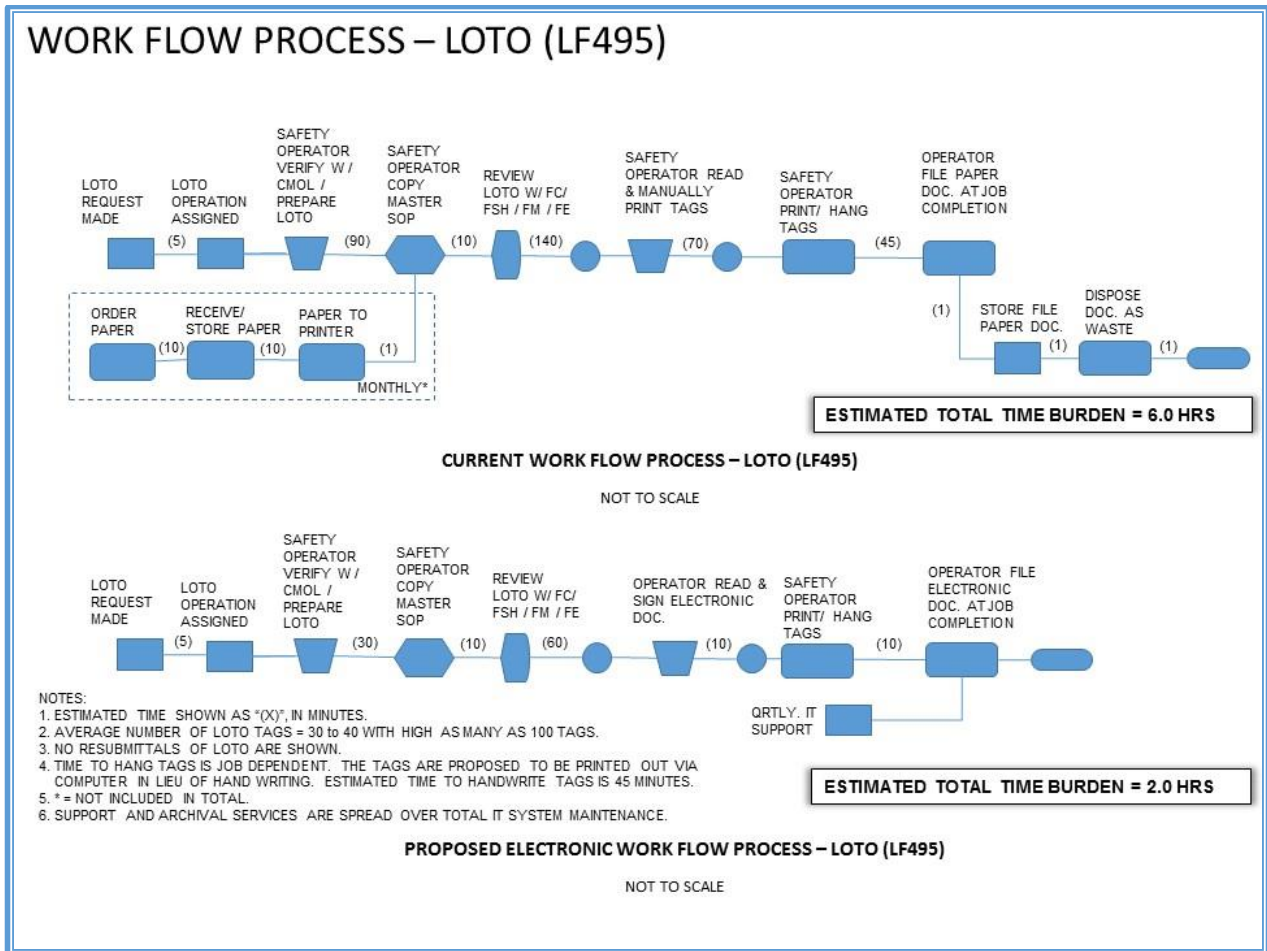 WORK FLOW PROCESS – LOTO (LF495)
LOTO
REQUEST
MADE
LOTO
OPERATION
ASSIGNED
SAFETY
OPERATOR
VERIFY W /
CMOL /
PREPARE
LOTO
SAFETY
OPERATOR
COPY
MASTER
SOP
REVIEW
LOTO W/ FC/
FSH / FM / FE
SAFETY
OPERATOR READ
& MANUALLY
PRINT TAGS
SAFETY
OPERATOR
PRINT/ HANG
TAGS
OPERATOR
FILE PAPER
DOC. AT JOB
COMPLETION
(5)
(90)
(10)
(140)
(70)
(45)
ORDER
PAPER
RECEIVE/
STORE PAPER
PAPER TO
PRINTER
(10)
(10)
(1)
MONTHLY*
(1)
STORE FILE
PAPER DOC.
(1)
DISPOSE
DOC. AS
WASTE
(1)
ESTIMATED TOTAL TIME BURDEN = 6.0 HRS
CURRENT WORK FLOW PROCESS – LOTO (LF495)
NOT TO SCALE
LOTO
REQUEST
MADE
LOTO
OPERATION
ASSIGNED
SAFETY
OPERATOR
VERIFY W /
CMOL /
PREPARE
LOTO
SAFETY
OPERATOR
COPY
MASTER
SOP
REVIEW
LOTO W/ FC/
FSH / FM / FE
OPERATOR READ &
SIGN ELECTRONIC
DOC.
SAFETY
OPERATOR
PRINT/ HANG
TAGS
OPERATOR FILE
ELECTRONIC
DOC. AT JOB
COMPLETION
(5)
(30)
(10)
(60)
(10)
(10)
QRTLY. IT
SUPPORT
NOTES:
1. ESTIMATED TIME SHOWN AS “(X)”, IN MINUTES.
2. AVERAGE NUMBER OF LOTO TAGS = 30 to 40 WITH HIGH AS MANY AS 100 TAGS.
3. NO RESUBMITTALS OF LOTO ARE SHOWN.
4. TIME TO HANG TAGS IS JOB DEPENDENT. THE TAGS ARE PROPOSED TO BE PRINTED OUT VIA
COMPUTER IN LIEU OF HAND WRITING. ESTIMATED TIME TO HANDWRITE TAGS IS 45 MINUTES.
5. * = NOT INCLUDED IN TOTAL.
6. SUPPORT AND ARCHIVAL SERVICES ARE SPREAD OVER TOTAL IT SYSTEM MAINTENANCE.
ESTIMATED TOTAL TIME BURDEN = 2.0 HRS
PROPOSED ELECTRONIC WORK FLOW PROCESS – LOTO (LF495)
NOT TO SCALE